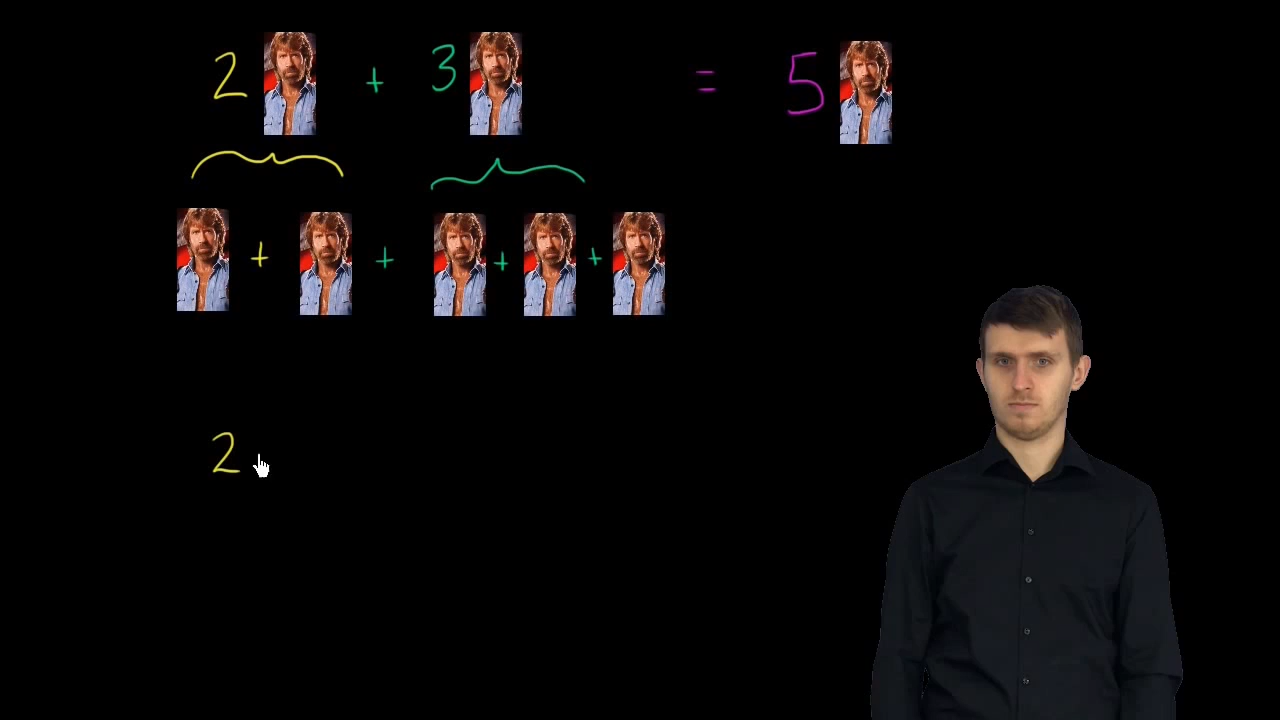 2 + 3 = 5
+ + + +
2